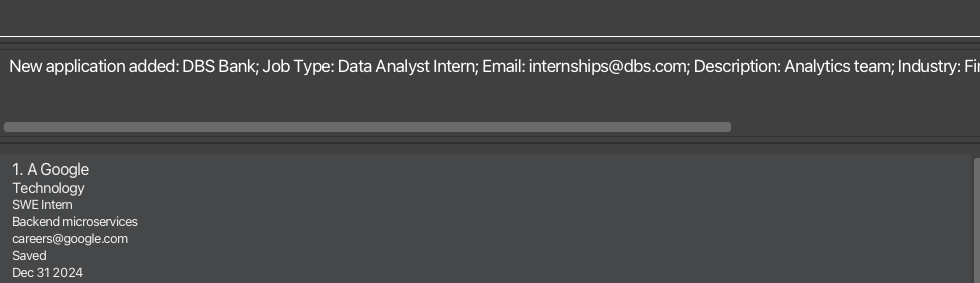 New application added: DBS Bank; Job Type: Data Analyst Intern; Email: internships@dbs.com; Description: Analytics team; Industry:
1. A Google
Technology
SWE Intern
Backend microservices
careers@google.com
Saved
Dec 31 2024